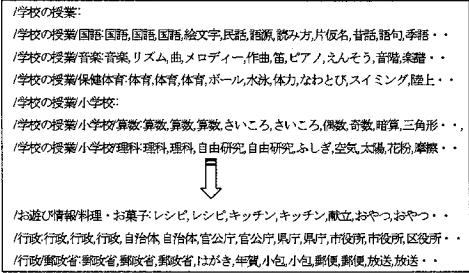 /学校の授業:
/学校の授業/国語:国語,国語,国語,絵文字,民話,語源,読み方,片仮名,昔話,語句,季語・・
/学校の授業/音楽:音楽,リズム,曲,メロディー,作曲,笛,ピアノ,えんそう,音階,楽譜・・
/学校の授業/保健体育:体育,体育,体育,ボール,水泳,体力,なわとび,スイミング,陸上・・
/学校の授業/小学校:
/学校の授業/小学校/算数:算数,算数,算数,さいころ,さいころ,偶数,奇数,暗算,三角形・・,
/学校の授業/小学校/理科:理科,理科,自由研究,自由研究,ふしぎ,空気,太陽,花粉,摩擦・・
/お遊び情報/料理・お菓子:レシピ,レシピ,キッチン,キッチン,献立,おやつ,おやつ・・
/行政:行政,行政,行政,自治体,自治体,官公庁,官公庁,県庁,県庁,市役所,市役所,区役所・・
/行政/郵政省:郵政省,郵政省,郵政省,はがき,年賀,小包,小包,郵便,郵便,放送,放送・・